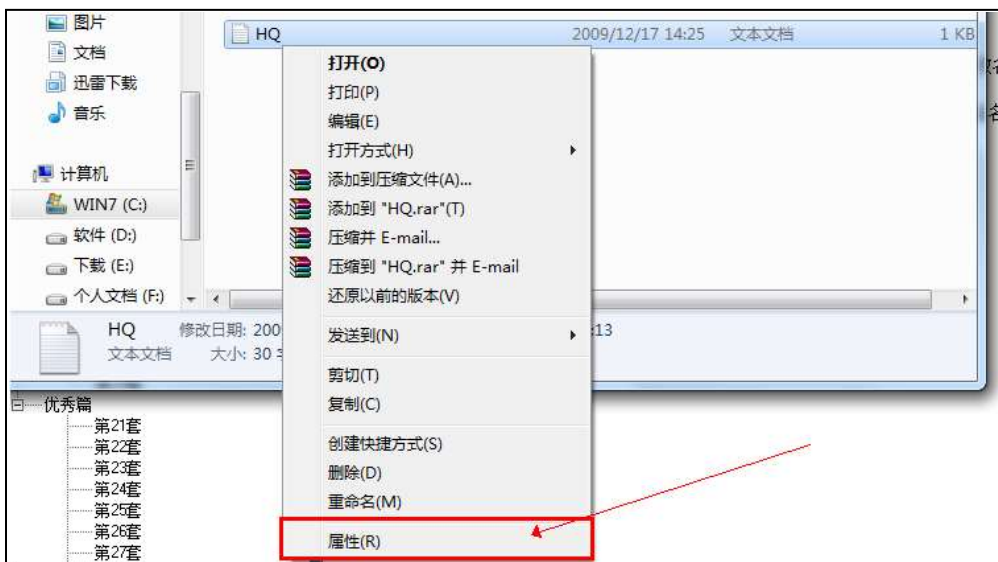 图片
文档
迅雷下载
音乐
计算机
WIN7 (C:)
软件 (D:)
下载 (E:)
个人文档 (F:)
HQ 2009/12/17 14:25 文本文档 1 KB
打开(O)
打印(P)
编辑(E)
打开方式(H)
添加到压缩文件(A)...
添加到 "HQ.rar"(T)
压缩并 E-mail...
压缩到 "HQ.rar" 并 E-mail
还原以前的版本(V)
发送到(N)
剪切(T)
复制(C)
创建快捷方式(S)
删除(D)
重命名(M)
属性(R)
HQ 修改日期: 200 :13
文本文档 大小: 30
优秀篇
第21套
第22套
第23套
第24套
第25套
第26套
第27套
名